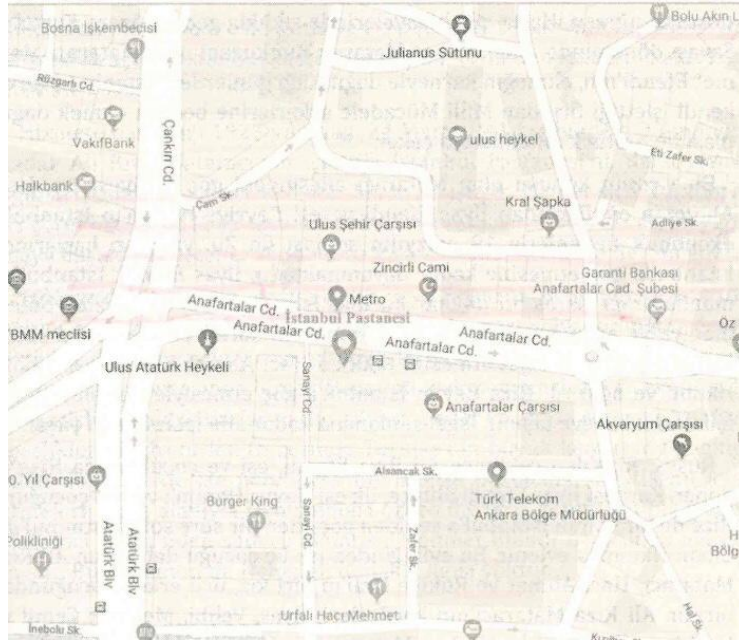 Bosna İşkembecisi
Bolu Akın L
Julianus Sütunu
Rüzgarlı Cd.
Çankırı Cd.
VakıfBank
ulus heykel
Eti Zafer Sk.
Halkbank
Çam Sk.
Kral Şapka
Ulus Şehir Çarşısı
Adliye Sk.
Zincirli Cami
Garanti Bankası
Anafartalar Cad. Şubesi
Metro
Anafartalar Cd.
İstanbul Pastanesi
Anafartalar Cd.
TBMM meclisi
Anafartalar Cd.
Anafartalar Cd.
Öz
Ulus Atatürk Heykeli
Sanayi Cd.
Anafartalar Çarşısı
Akvaryum Çarşısı
0. Yıl Çarşısı
Alsancak Sk.
Türk Telekom
Ankara Bölge Müdürlüğü
Burger King
Sanayi Cd.
Zafer Sk.
Polikliniği
Atatürk Blv
Atatürk Blv
H
Bölg
Urfalı Hacı Mehmet
Hal Sk.
İnebolu Sk.